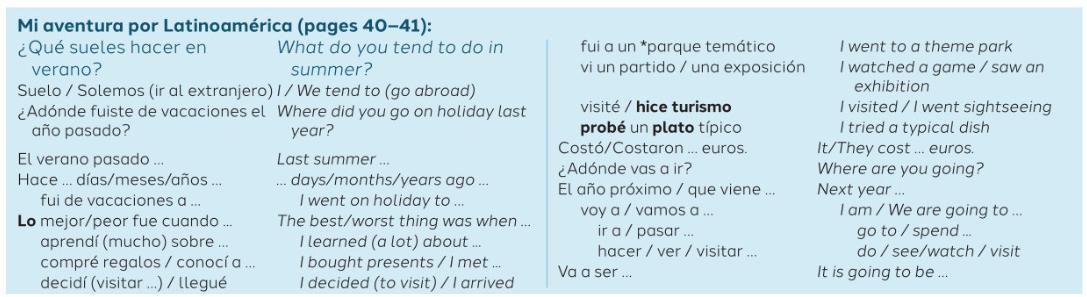 Mi aventura por Latinoamérica (pages 40–41):
¿Qué sueles hacer en What do you tend to do in
verano? summer?
Suelo / Solemos (ir al extranjero) I / We tend to (go abroad)
¿Adónde fuiste de vacaciones el Where did you go on holiday last
año pasado? year?
El verano pasado ... Last summer ...
Hace ... días/meses/años ... ... days/months/years ago ...
fui de vacaciones a ... I went on holiday to ...
Lo mejor/peor fue cuando ... The best/worst thing was when ...
aprendí (mucho) sobre ... I learned (a lot) about ...
compré regalos / conocí a ... I bought presents / I met ...
decidí (visitar ...) / llegué I decided (to visit) / I arrived
fui a un *parque temático I went to a theme park
vi un partido / una exposición I watched a game / saw an
exhibition
visité / hice turismo I visited / I went sightseeing
probé un plato típico I tried a typical dish
Costó/Costaron ... euros. It/They cost ... euros.
¿Adónde vas a ir? Where are you going?
El año próximo / que viene ... Next year ...
voy a / vamos a ... I am / We are going to ...
ir a / pasar ... go to / spend ...
hacer / ver / visitar ... do / see/watch / visit
Va a ser ... It is going to be ...